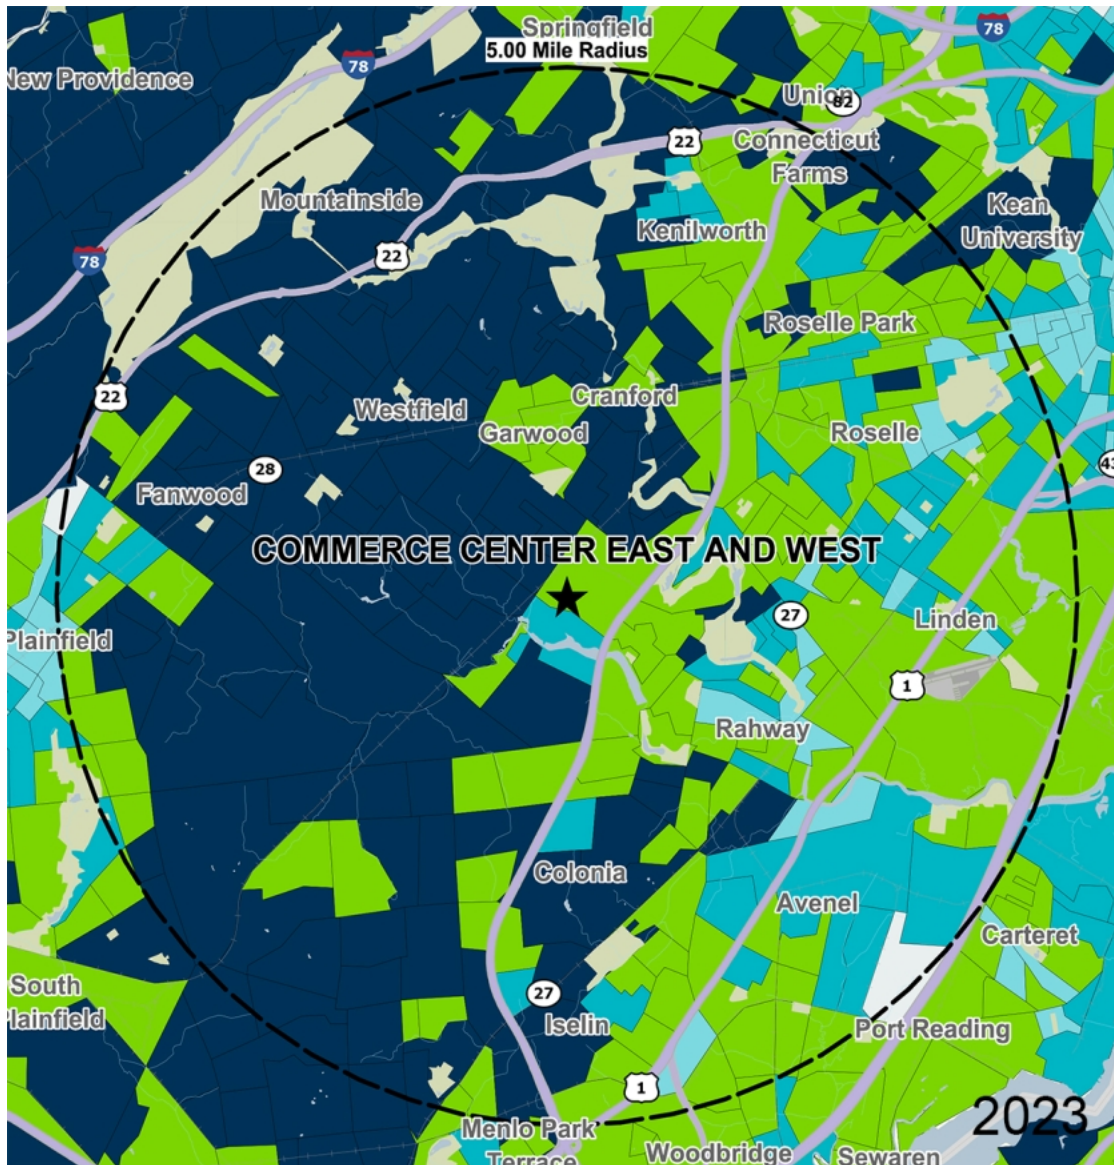 Springfield
5.00 Mile Radius
78
78
New Providence
Union
82
22
Connecticut
Farms
Mountainside
Kean
University
Kenilworth
22
78
Roselle Park
22
Cranford
Westfield
Garwood
Roselle
28
Fanwood
COMMERCE CENTER EAST AND WEST
27
Linden
Plainfield
1
Rahway
Colonia
Avenel
Carteret
South
Plainfield
27
Iselin
Port Reading
1
2023
Menlo Park
Terrace
Woodbridge
Sewaren